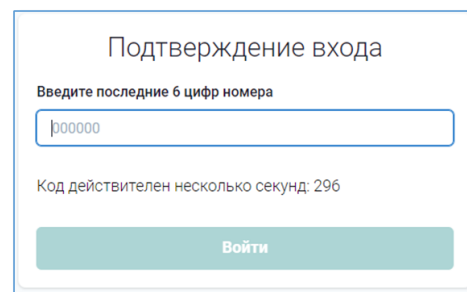 Подтверждение входа
Введите последние 6 цифр номера
000000
Код действителен несколько секунд: 296
Войти